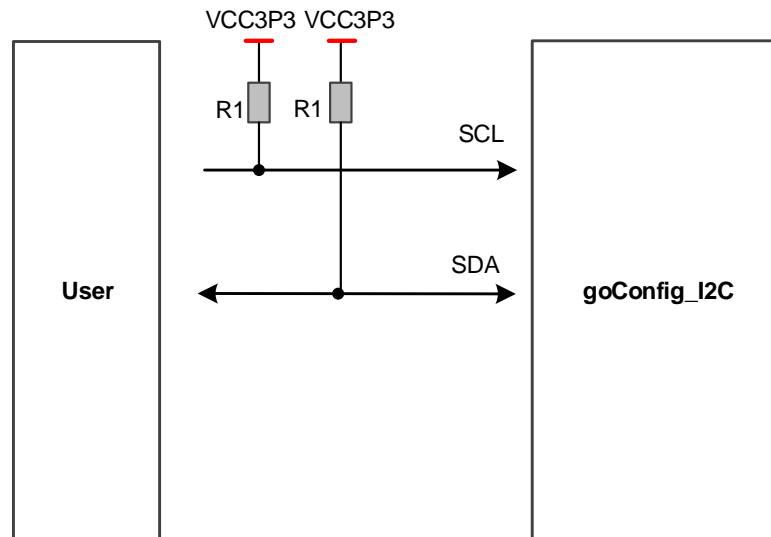 VCC3P3 VCC3P3
R1 R1
SCL
SDA
User
goConfig_I2C